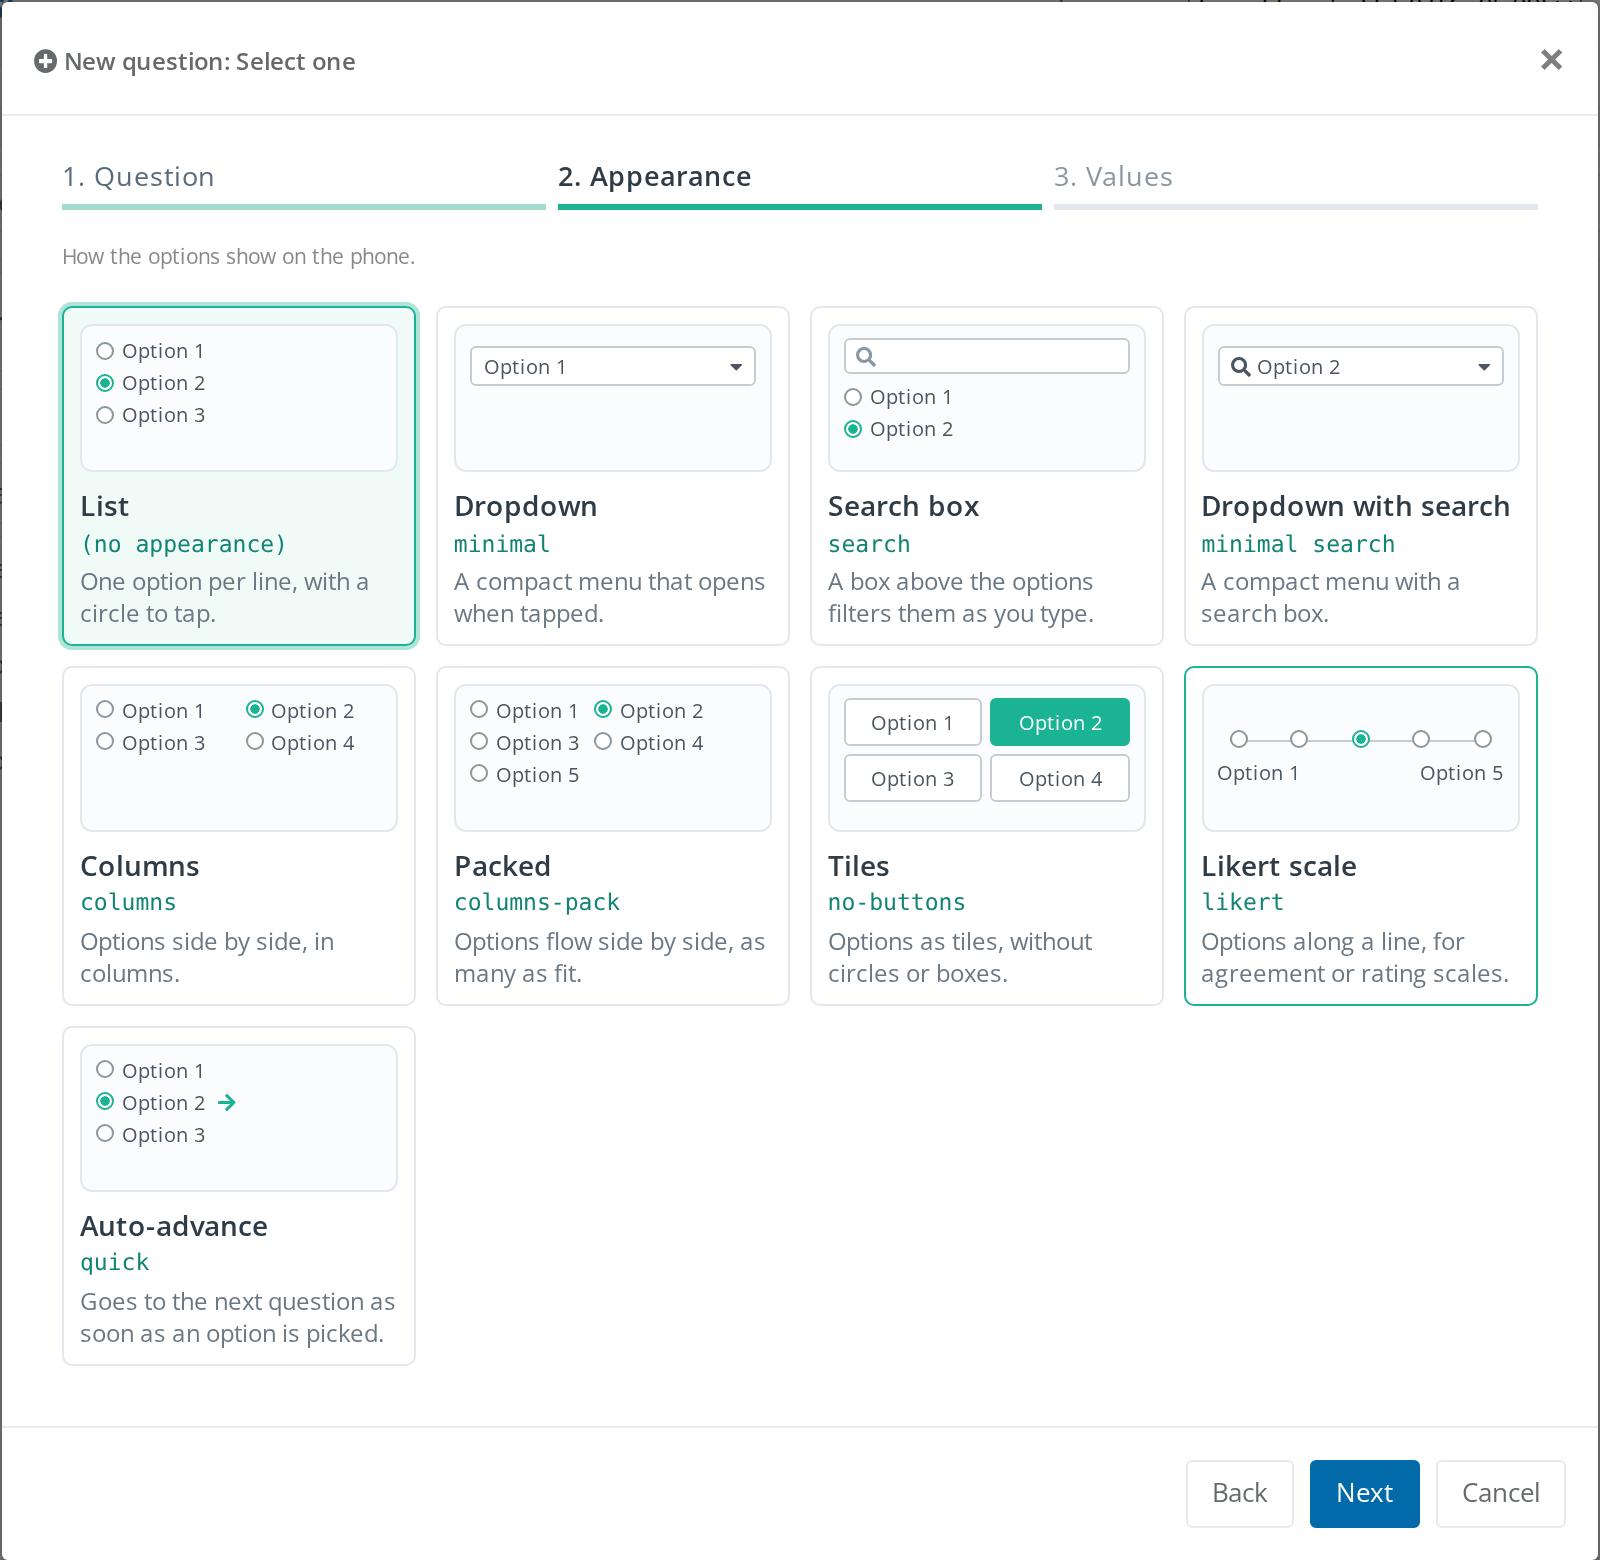 New question: Select one
1. Question
2. Appearance
3. Values
How the options show on the phone.
Option 1
Option 2
Option 3
List
(no appearance)
One option per line, with a
circle to tap.
Option 1
Dropdown
minimal
A compact menu that opens
when tapped.
Option 1
Option 2
Search box
search
A box above the options
filters them as you type.
Option 2
Dropdown with search
minimal search
A compact menu with a
search box.
Option 1 Option 2
Option 3 Option 4
Columns
columns
Options side by side, in
columns.
Option 1 Option 2
Option 3 Option 4
Option 5
Packed
columns-pack
Options flow side by side, as
many as fit.
Option 1 Option 2
Option 3 Option 4
Tiles
no-buttons
Options as tiles, without
circles or boxes.
Option 1 Option 5
Likert scale
likert
Options along a line, for
agreement or rating scales.
Option 1
Option 2
Option 3
Auto-advance
quick
Goes to the next question as
soon as an option is picked.
Back Next Cancel